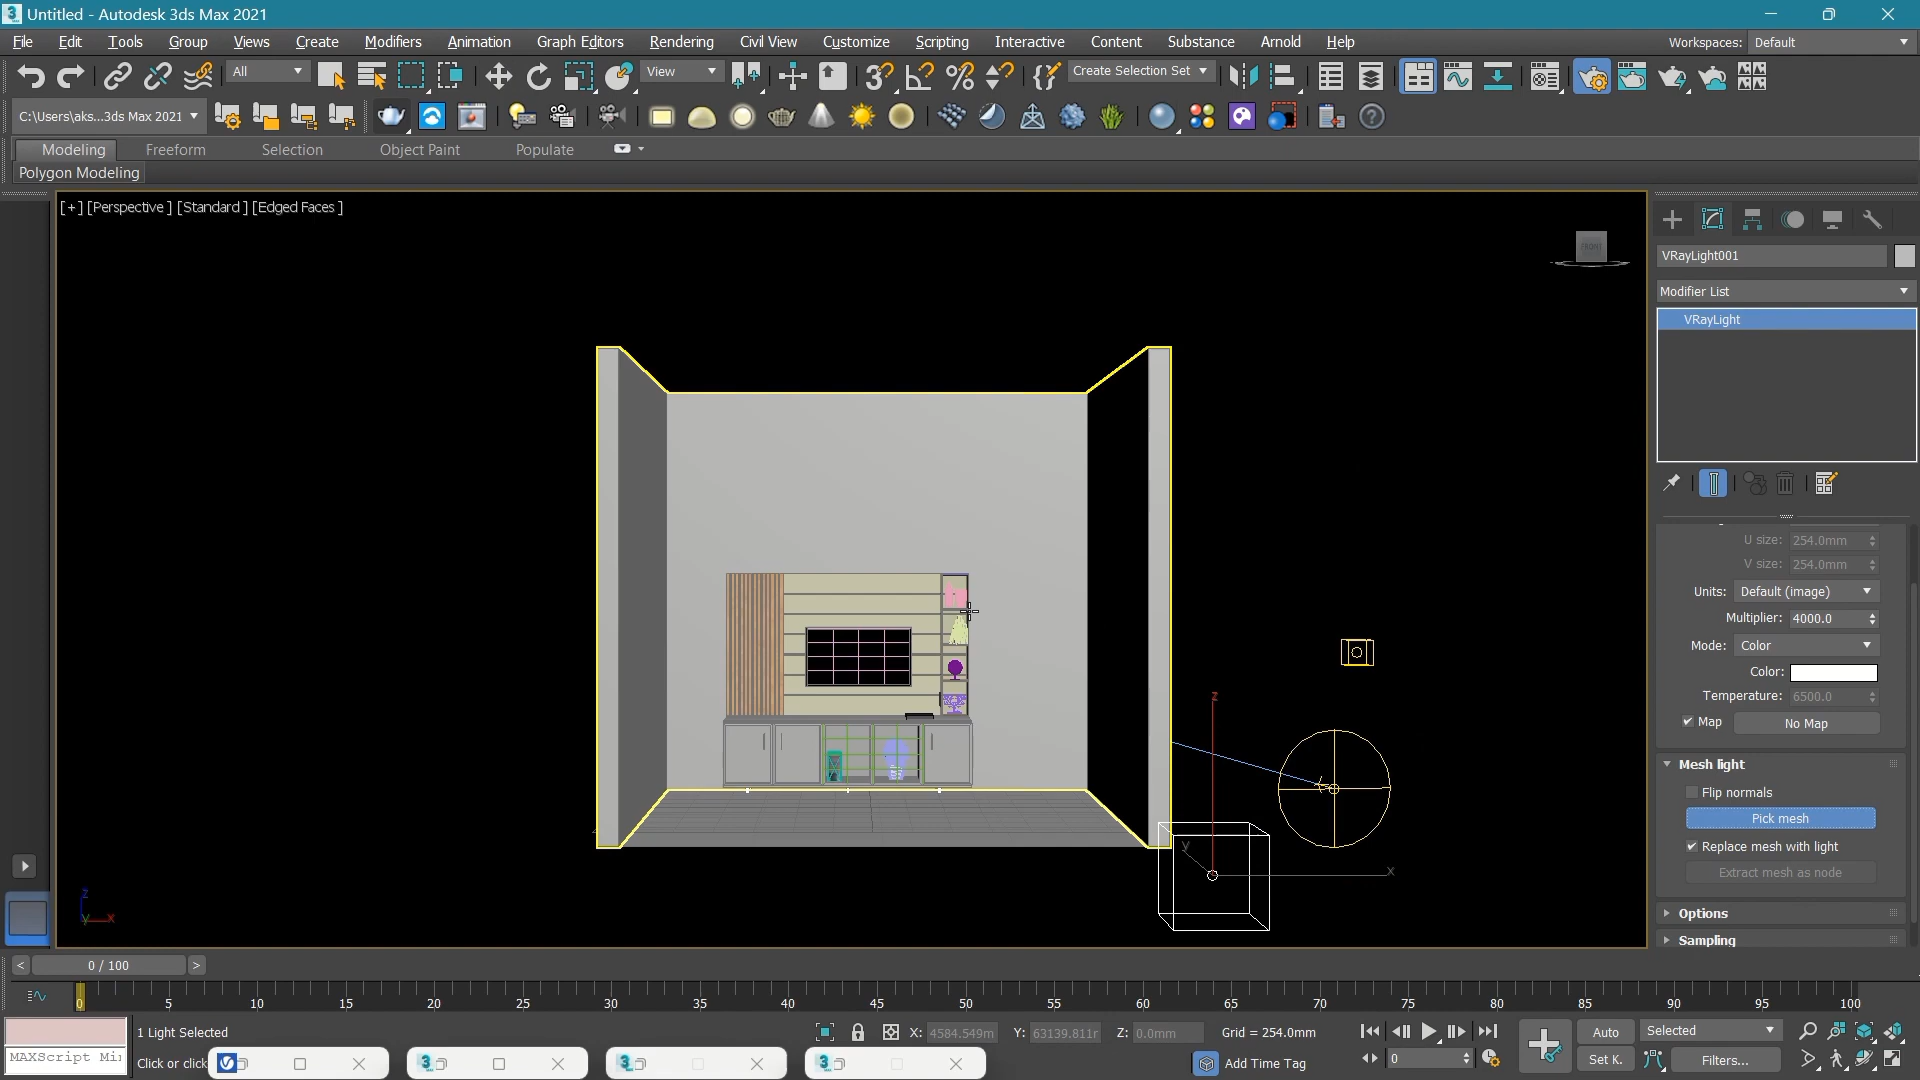 Untitled - Autodesk 3ds Max 2021
File Edit Tools Group Views Create Modifiers Animation Graph Editors Rendering Civil View Customize Scripting Interactive Content Substance Arnold Help Workspaces: Default
All View Create Selection Set
C:\Users\aks...3ds Max 2021
Modeling Freeform Selection Object Paint Populate
Polygon Modeling
[+] [Perspective ] [Standard ] [Edged Faces ]
FRONT
VRayLight001
Modifier List
VRayLight
U size: 254.0mm
V size: 254.0mm
Units: Default (image)
Multiplier: 4000.0
Mode: Color
Color:
Temperature: 6500.0
Map No Map
Mesh light
Flip normals
Pick mesh
Replace mesh with light
Extract mesh as node
Options
Sampling
z
y x
z
y x
< 0 / 100 >
0 5 10 15 20 25 30 35 40 45 50 55 60 65 70 75 80 85 90 95 100
1 Light Selected X: 4584.549m Y: 63139.811r Z: 0.0mm Grid = 254.0mm Auto Selected
MAXScript Mi Click or click Add Time Tag 0 Set K. Filters...